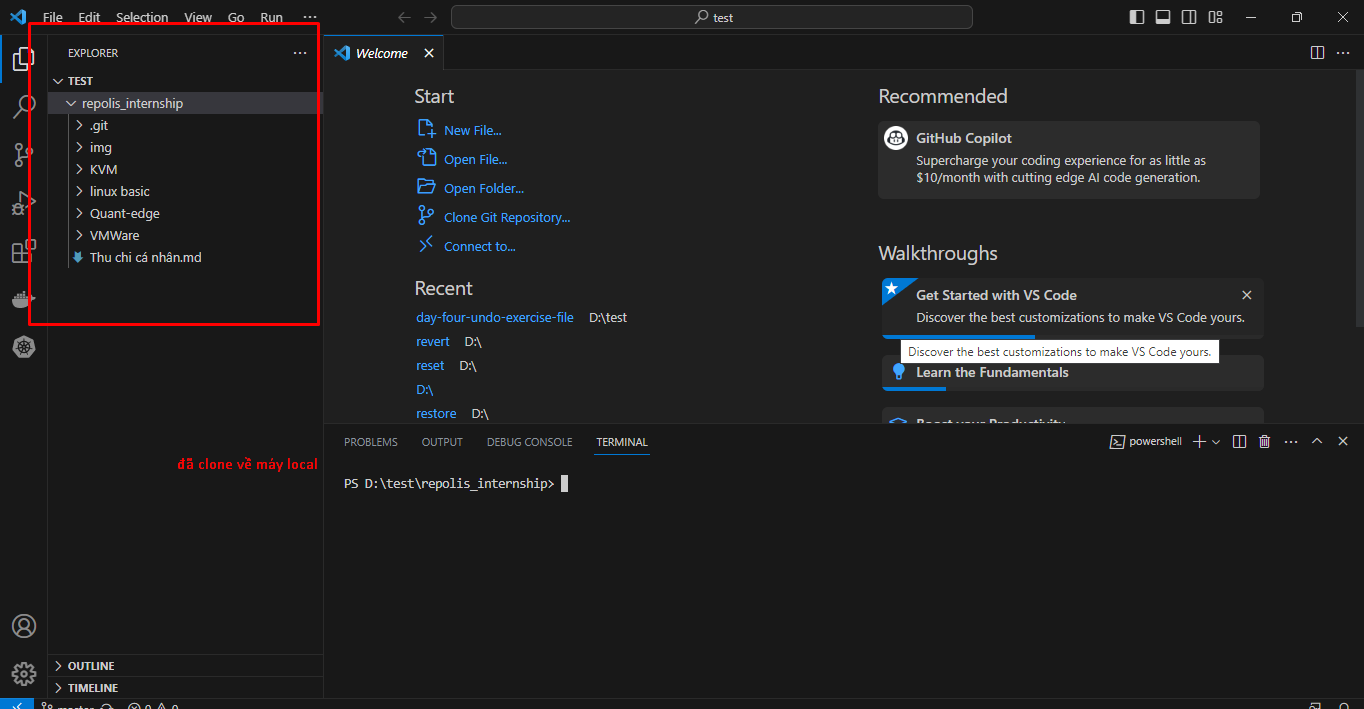 File Edit Selection View Go Run ...
test
EXPLORER
TEST
repolis_internship
.git
img
KVM
linux basic
Quant-edge
VMWare
Thu chi cá nhân.md
đã clone về máy local
OUTLINE
TIMELINE
master
0 0
Welcome
Start
New File...
Open File...
Open Folder...
Clone Git Repository...
Connect to...
Recent
day-four-undo-exercise-file D:\test
revert D:\
reset D:\
D:\
restore D:\
Recommended
GitHub Copilot
Supercharge your coding experience for as little as
$10/month with cutting edge AI code generation.
Walkthroughs
Get Started with VS Code
Discover the best customizations to make VS Code yours.
Discover the best customizations to make VS Code yours.
Learn the Fundamentals
Boost your Productivity
PROBLEMS OUTPUT DEBUG CONSOLE TERMINAL
powershell
PS D:\test\repolis_internship>